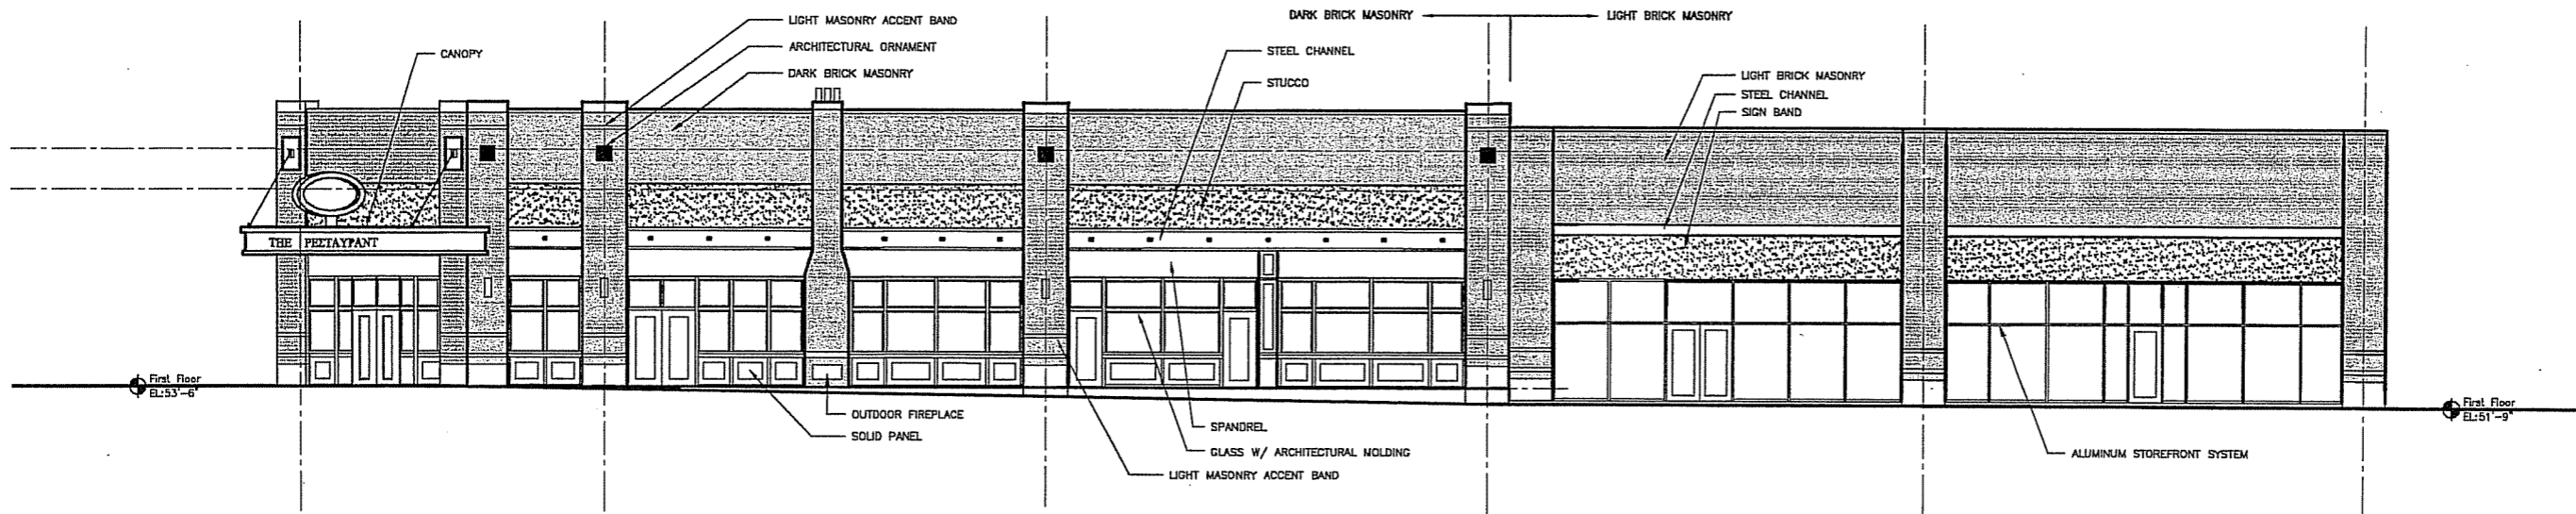 DARK BRICK MASONRY
LIGHT BRICK MASONRY
LIGHT MASONRY ACCENT BAND
ARCHITECTURAL ORNAMENT
DARK BRICK MASONRY
CANOPY
STEEL CHANNEL
STUCCO
LIGHT BRICK MASONRY
STEEL CHANNEL
SIGN BAND
THE PEΣTAYPANT
First Floor
EL:53'-6"
First Floor
EL:51'-9"
OUTDOOR FIREPLACE
SOLID PANEL
SPANDREL
GLASS W/ ARCHITECTURAL MOLDING
LIGHT MASONRY ACCENT BAND
ALUMINUM STOREFRONT SYSTEM